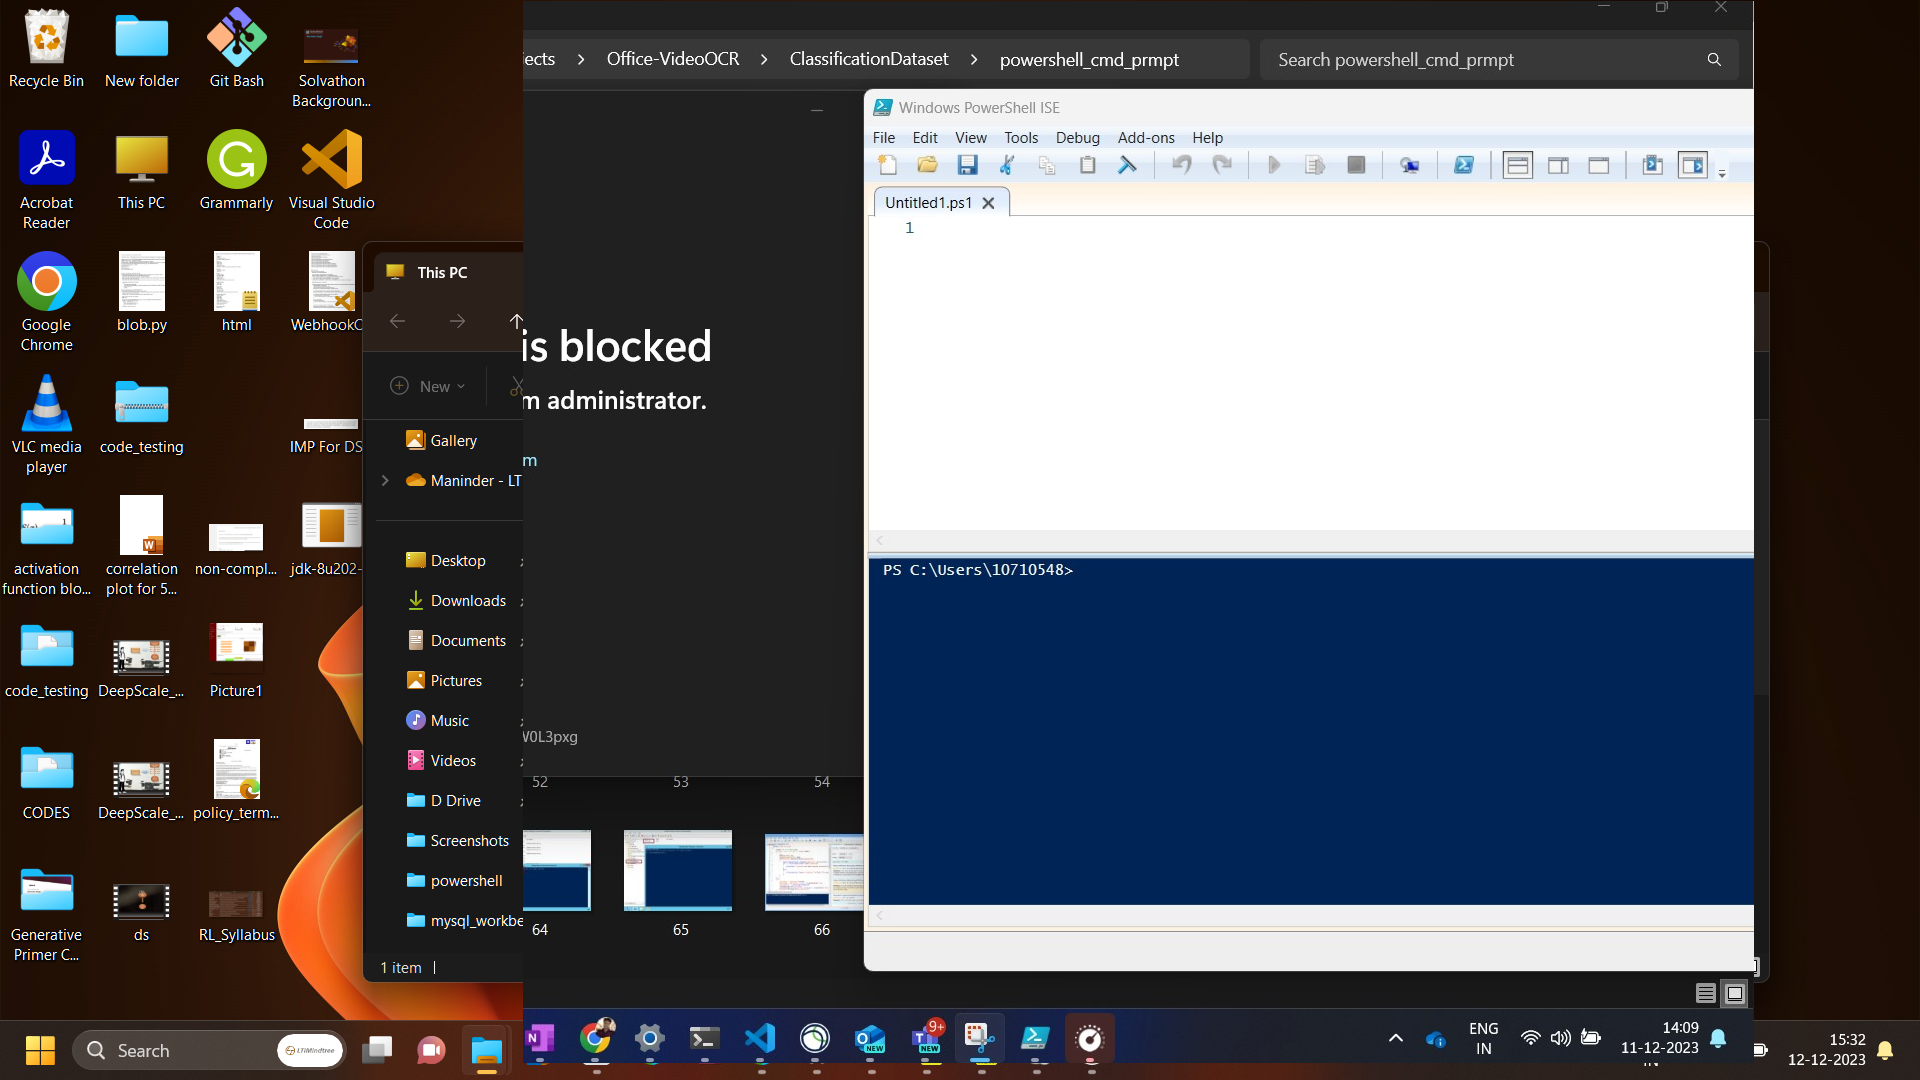 Recycle Bin
New folder
Git Bash
Solvathon
Backgroun...
Acrobat
Reader
This PC
Grammarly
Visual Studio
Code
Google
Chrome
blob.py
html
WebhookC
VLC media
player
code_testing
IMP For DS
activation
function blo...
correlation
plot for 5...
non-compl...
jdk-8u202-
code_testing
DeepScale_...
Picture1
CODES
DeepScale_...
policy_term...
Generative
Primer C...
ds
RL_Syllabus
This PC
New
Gallery
Maninder - LT
Desktop
Downloads
Documents
Pictures
Music
Videos
D Drive
Screenshots
powershell
mysql_workbe
1 item
ects > Office-VideoOCR > ClassificationDataset > powershell_cmd_prmpt
Search powershell_cmd_prmpt
is blocked
m administrator.
m
W0L3pxg
52
53
54
64
65
66
Windows PowerShell ISE
File Edit View Tools Debug Add-ons Help
Untitled1.ps1
1
PS C:\Users\10710548>
Search
LTIMindtree
9+
NEW
NEW
ENG
IN
14:09
11-12-2023
15:32
12-12-2023